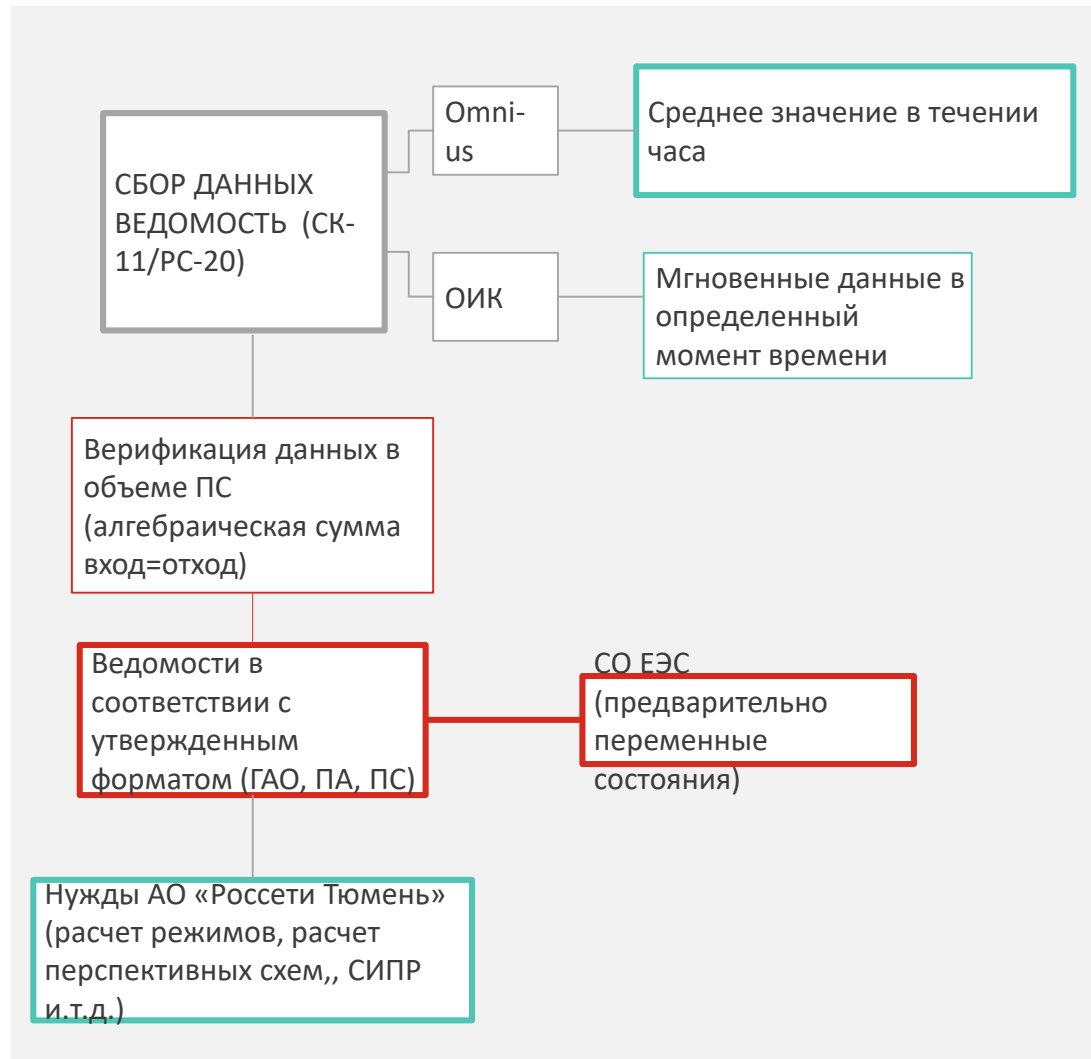 Omni-
us
Среднее значение в течении
часа
СБОР ДАННЫХ
ВЕДОМОСТЬ (СК-
11/РС-20)
ОИК
Мгновенные данные в
определенный
момент времени
Верификация данных в
объеме ПС
(алгебраическая сумма
вход=отход)
Ведомости в
соответствии с
утвержденным
форматом (ГАО, ПА, ПС)
СО ЕЭС
(предварительно
переменные
состояния)
Нужды АО «Россети Тюмень»
(расчет режимов, расчет
перспективных схем,, СИПР
и.т.д.)